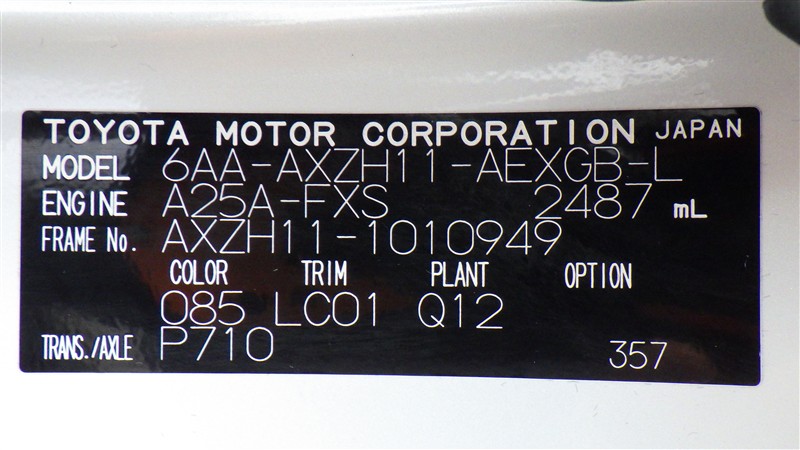 TOYOTA MOTOR CORPORATION JAPAN
MODEL 6AA-AXZH11-AEXGB-L
ENGINE A25A-FXS 2487 mL
FRAME No. AXZH11-1010949
COLOR TRIM PLANT OPTION
085 LC01 Q12
TRANS./AXLE P710 357